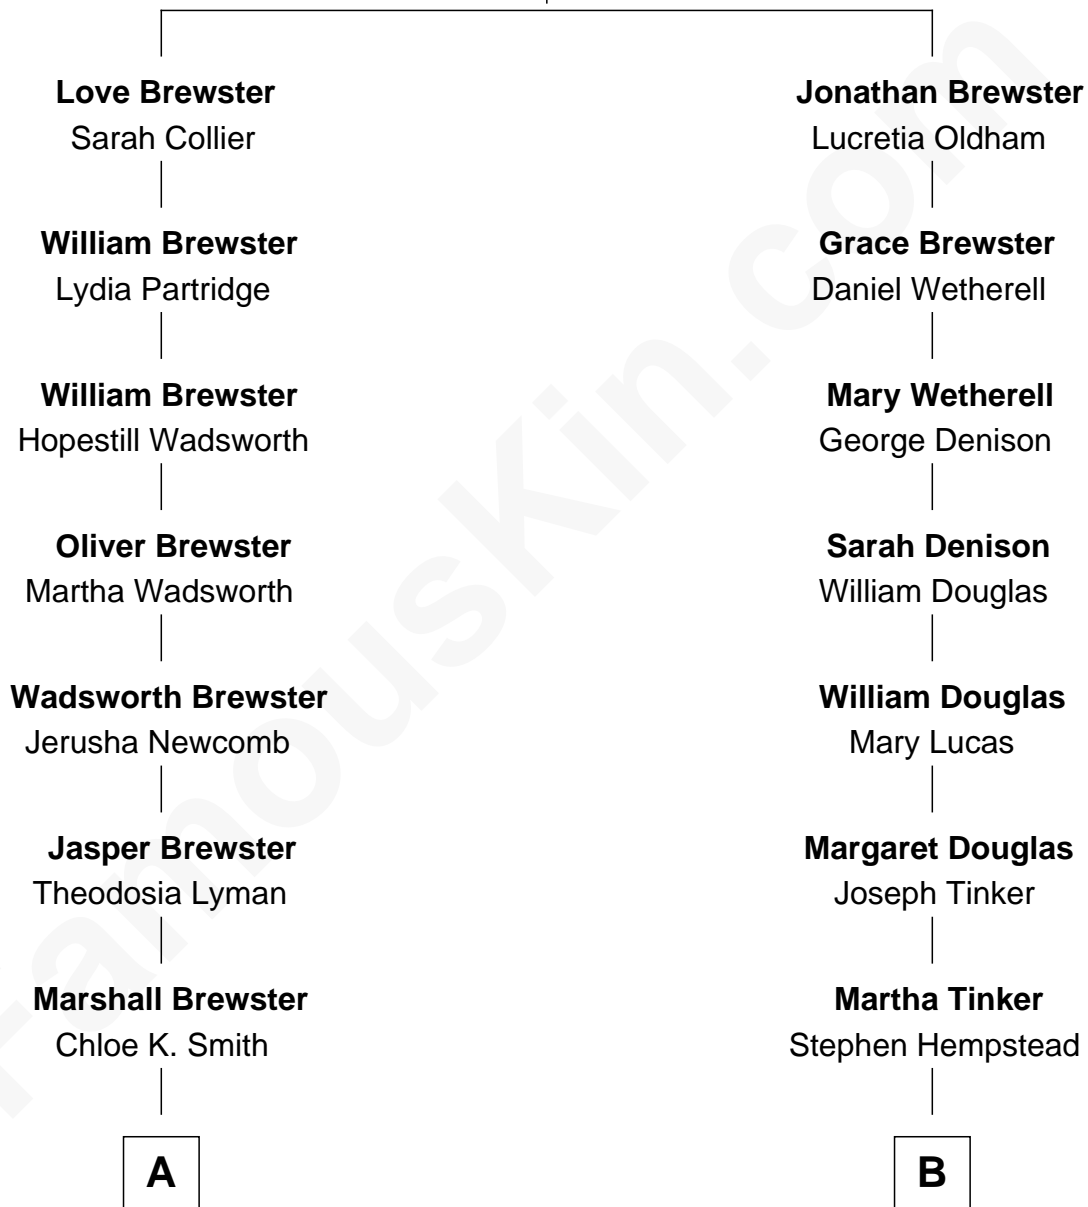 Love Brewster
Sarah Collier
William Brewster
Lydia Partridge
William Brewster
Hopestill Wadsworth
Oliver Brewster
Martha Wadsworth
Wadsworth Brewster
Jerusha Newcomb
Jasper Brewster
Theodosia Lyman
Marshall Brewster
Chloe K. Smith
A
Jonathan Brewster
Lucretia Oldham
Grace Brewster
Daniel Wetherell
Mary Wetherell
George Denison
Sarah Denison
William Douglas
William Douglas
Mary Lucas
Margaret Douglas
Joseph Tinker
Martha Tinker
Stephen Hempstead
B
FamousKin.com